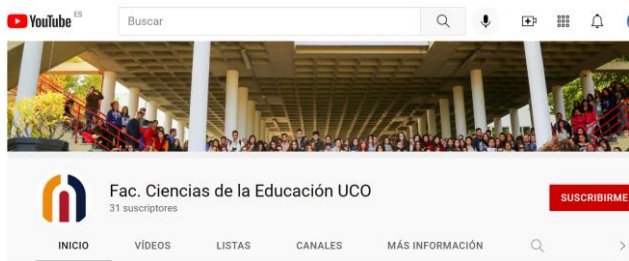 YouTube ES
Buscar
Fac. Ciencias de la Educación UCO
31 suscriptores
SUSCRIBIRME
INICIO VÍDEOS LISTAS CANALES MÁS INFORMACIÓN